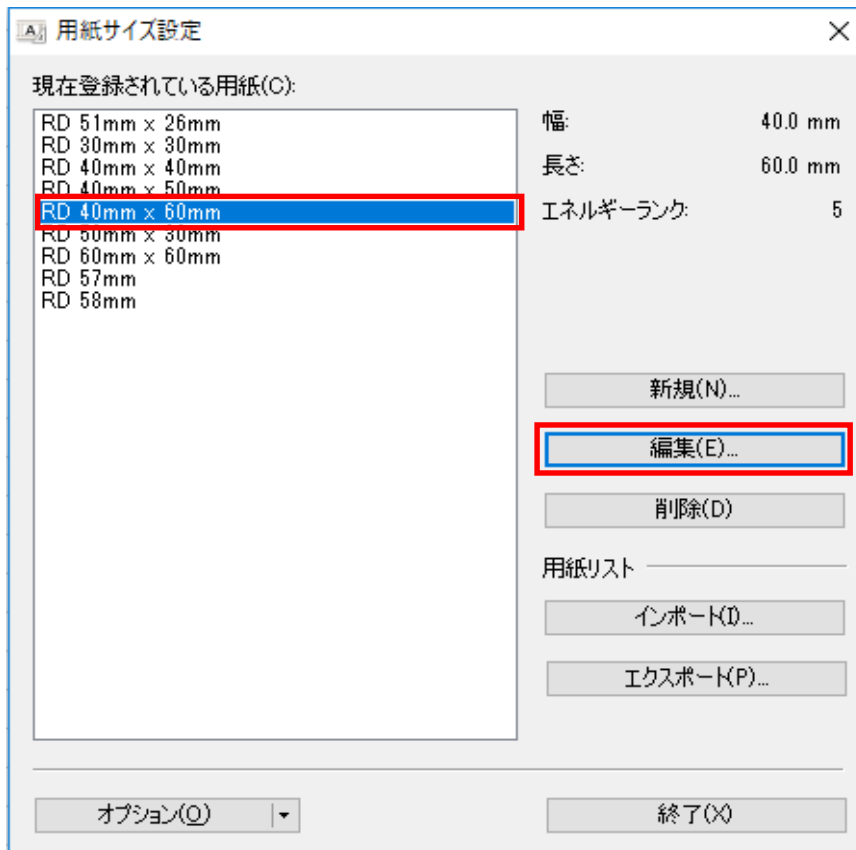 用紙サイズ設定
現在登録されている用紙(C):
RD 51mm x 26mm
RD 30mm x 30mm
RD 40mm x 40mm
RD 40mm x 50mm
RD 40mm x 60mm
RD 50mm x 30mm
RD 60mm x 60mm
RD 57mm
RD 58mm
幅: 40.0 mm
長さ: 60.0 mm
エネルギーランク: 5
新規(N)...
編集(E)...
削除(D)
用紙リスト
インポート(I)...
エクスポート(P)...
オプション(O)
終了(X)